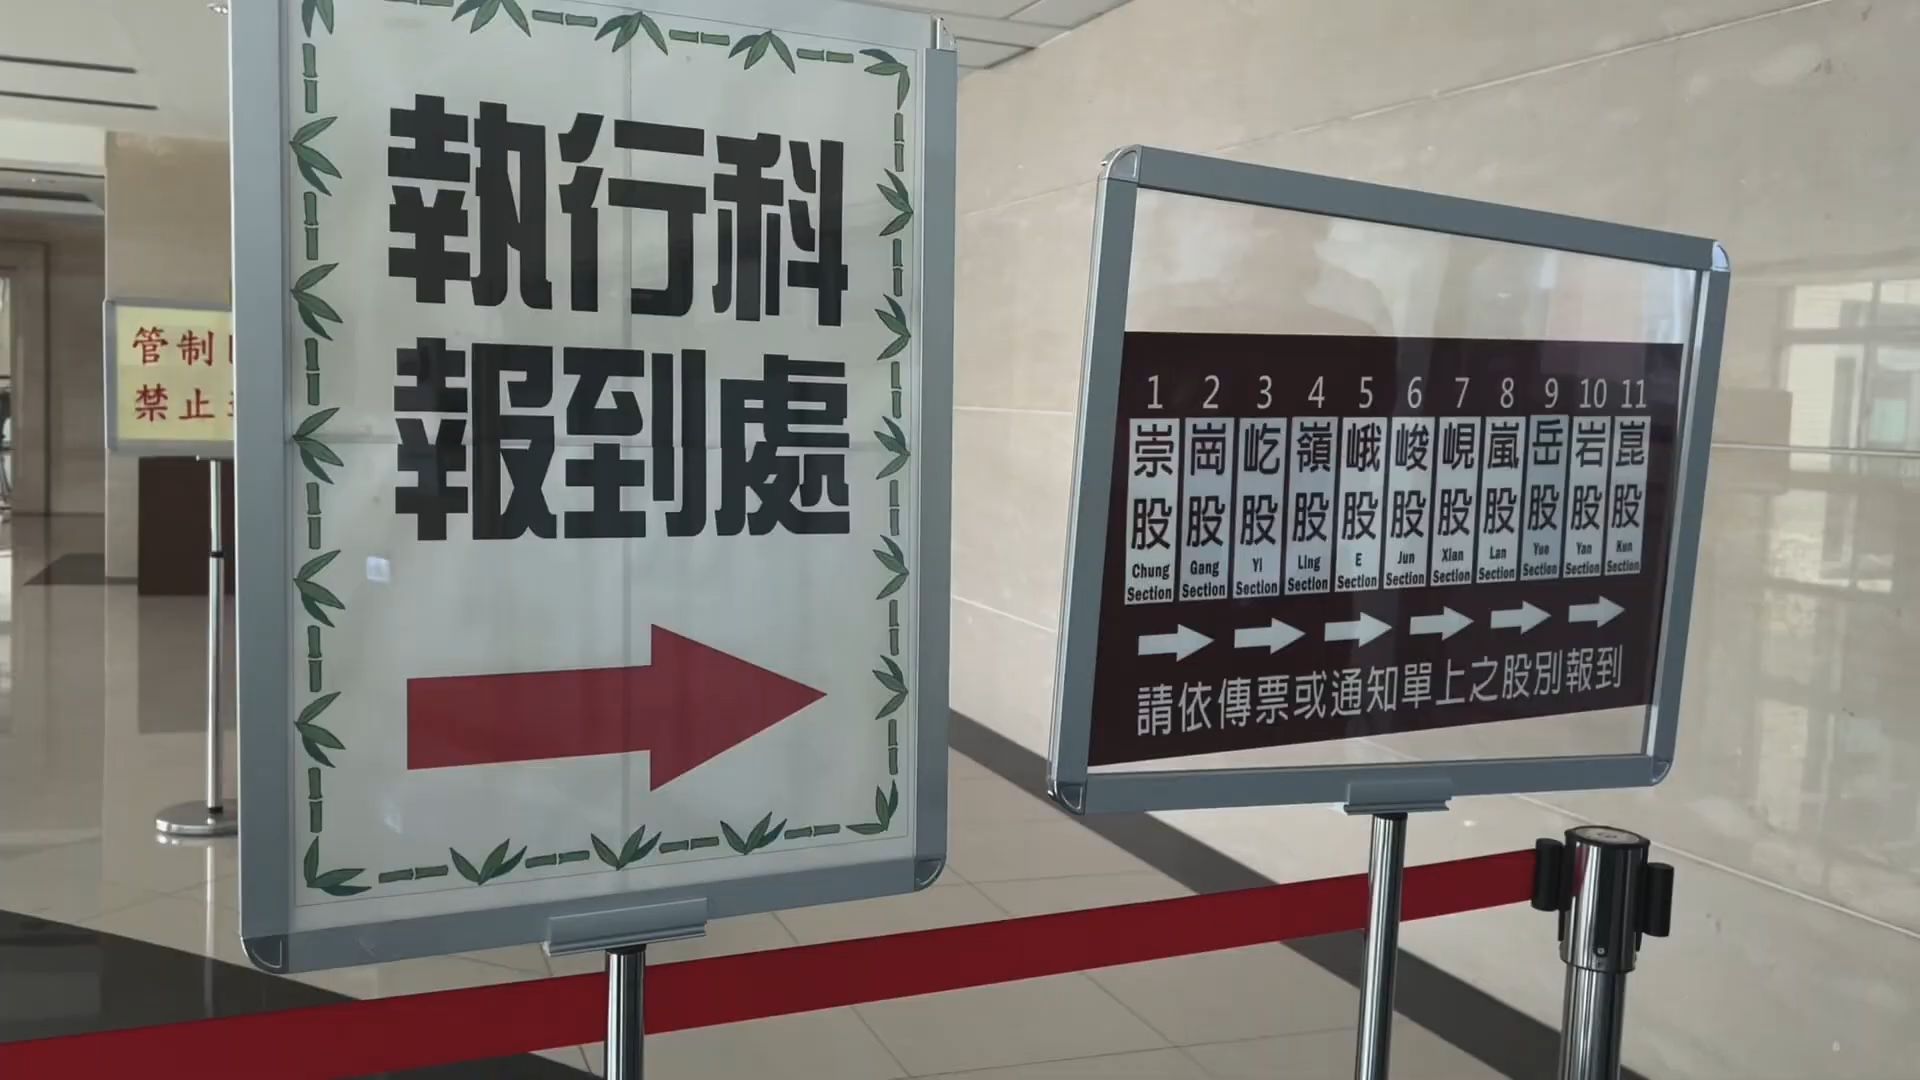 執行科
報到處
管制
禁止
1 2 3 4 5 6 7 8 9 10 11
崇股 崗股 屹股 嶺股 峨股 峻股 峴股 嵐股 岳股 岩股 崑股
Chung Section Gang Section Yi Section Ling Section E Section Jun Section Xian Section Lan Section Yue Section Yan Section Kun Section
請依傳票或通知單上之股別報到